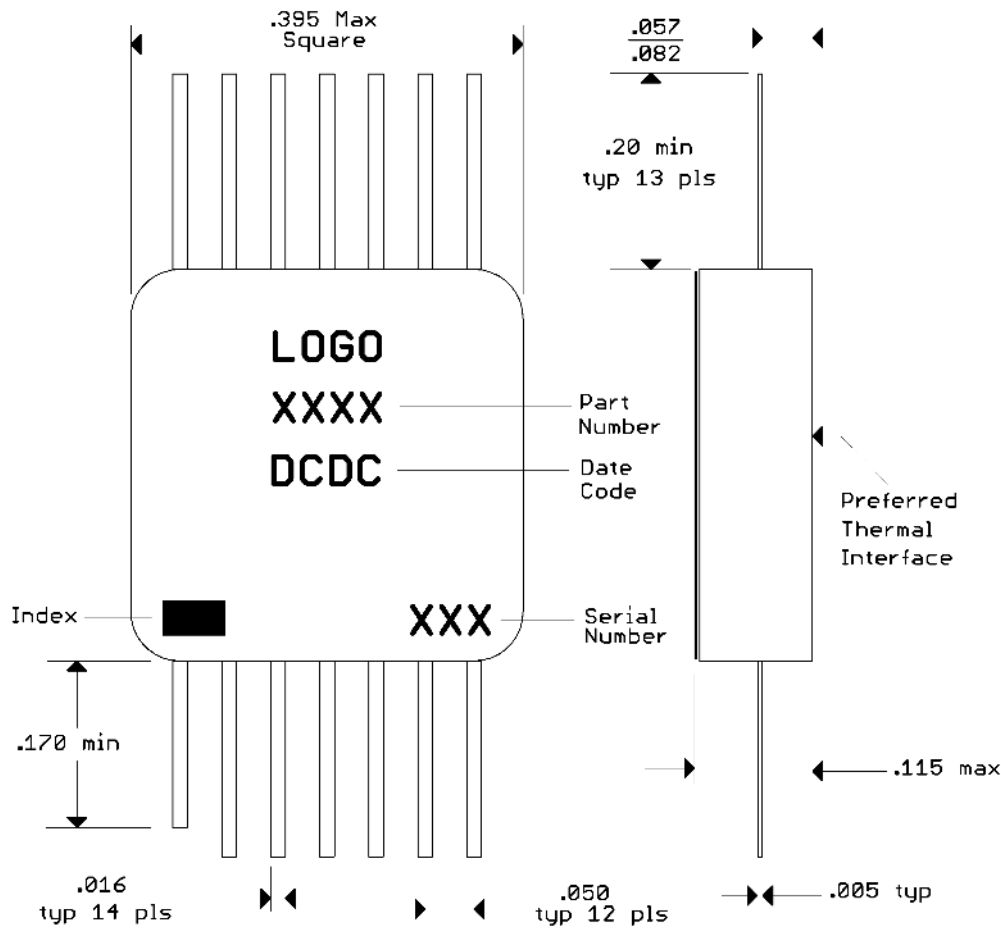 .395 Max
Square
.057
.082
.20 min
typ 13 pls
LOGO
XXXX
Part
Number
DCDC
Date
Code
Preferred
Thermal
Interface
Index
XXX
Serial
Number
.170 min
.115 max
.016
typ 14 pls
.050
typ 12 pls
.005 typ